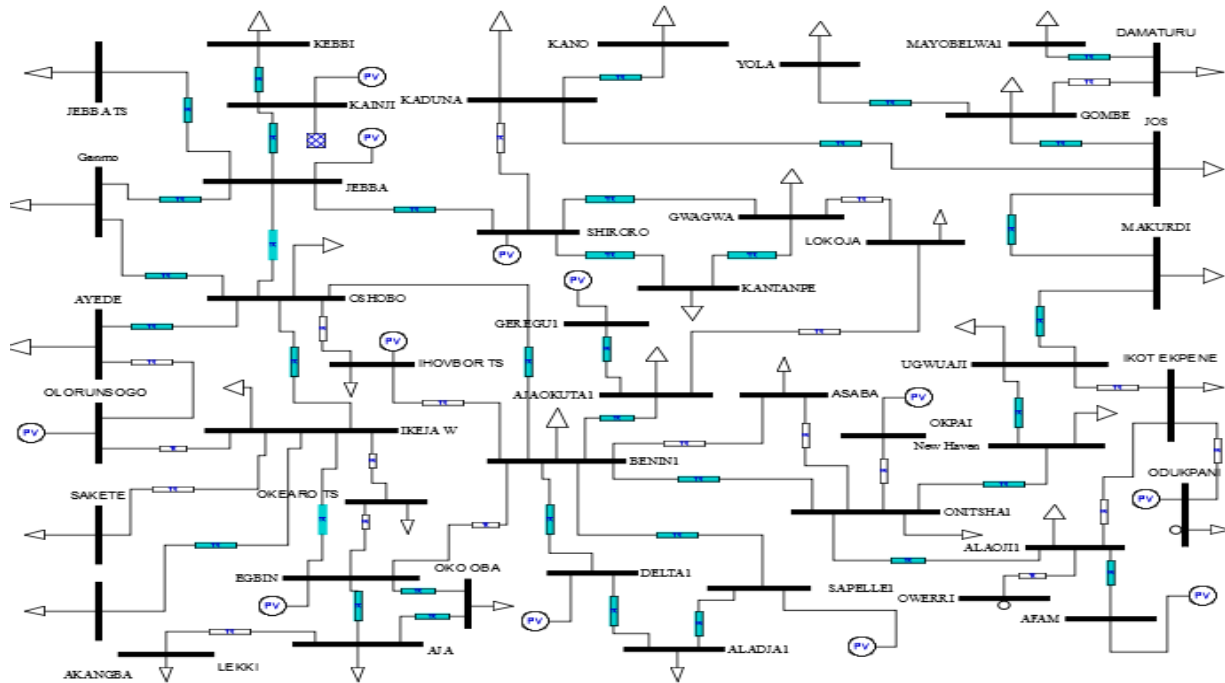 KEBBI
KANO
MAYOBELWA1
DAMATURU
YOLA
PV
JEBBA TS
KAINJI
KADUNA
GOMBE
JOS
PV
Ganmo
JEBBA
GWAGWA
MAKURDI
SHIRORO
LOKOJA
PV
PV
KANTANPE
AYEDE
OSHOBO
GEREGU1
PV
IHOVBOR TS
UGWUAJI
IKOT EKPENE
OLORUNSOGO
AJAOKUTA1
ASABA
PV
OKPAI
PV
IKEJA W
New Haven
BENIN1
ODUKPANI
SAKETE
OKEARO TS
PV
ONITSHA1
ALAOJI1
EGBIN
OKO OBA
DELTA1
SAPELLE1
OWERRI
PV
PV
AFAM
PV
PV
AKANGBA
LEKKI
AJA
ALADJA1